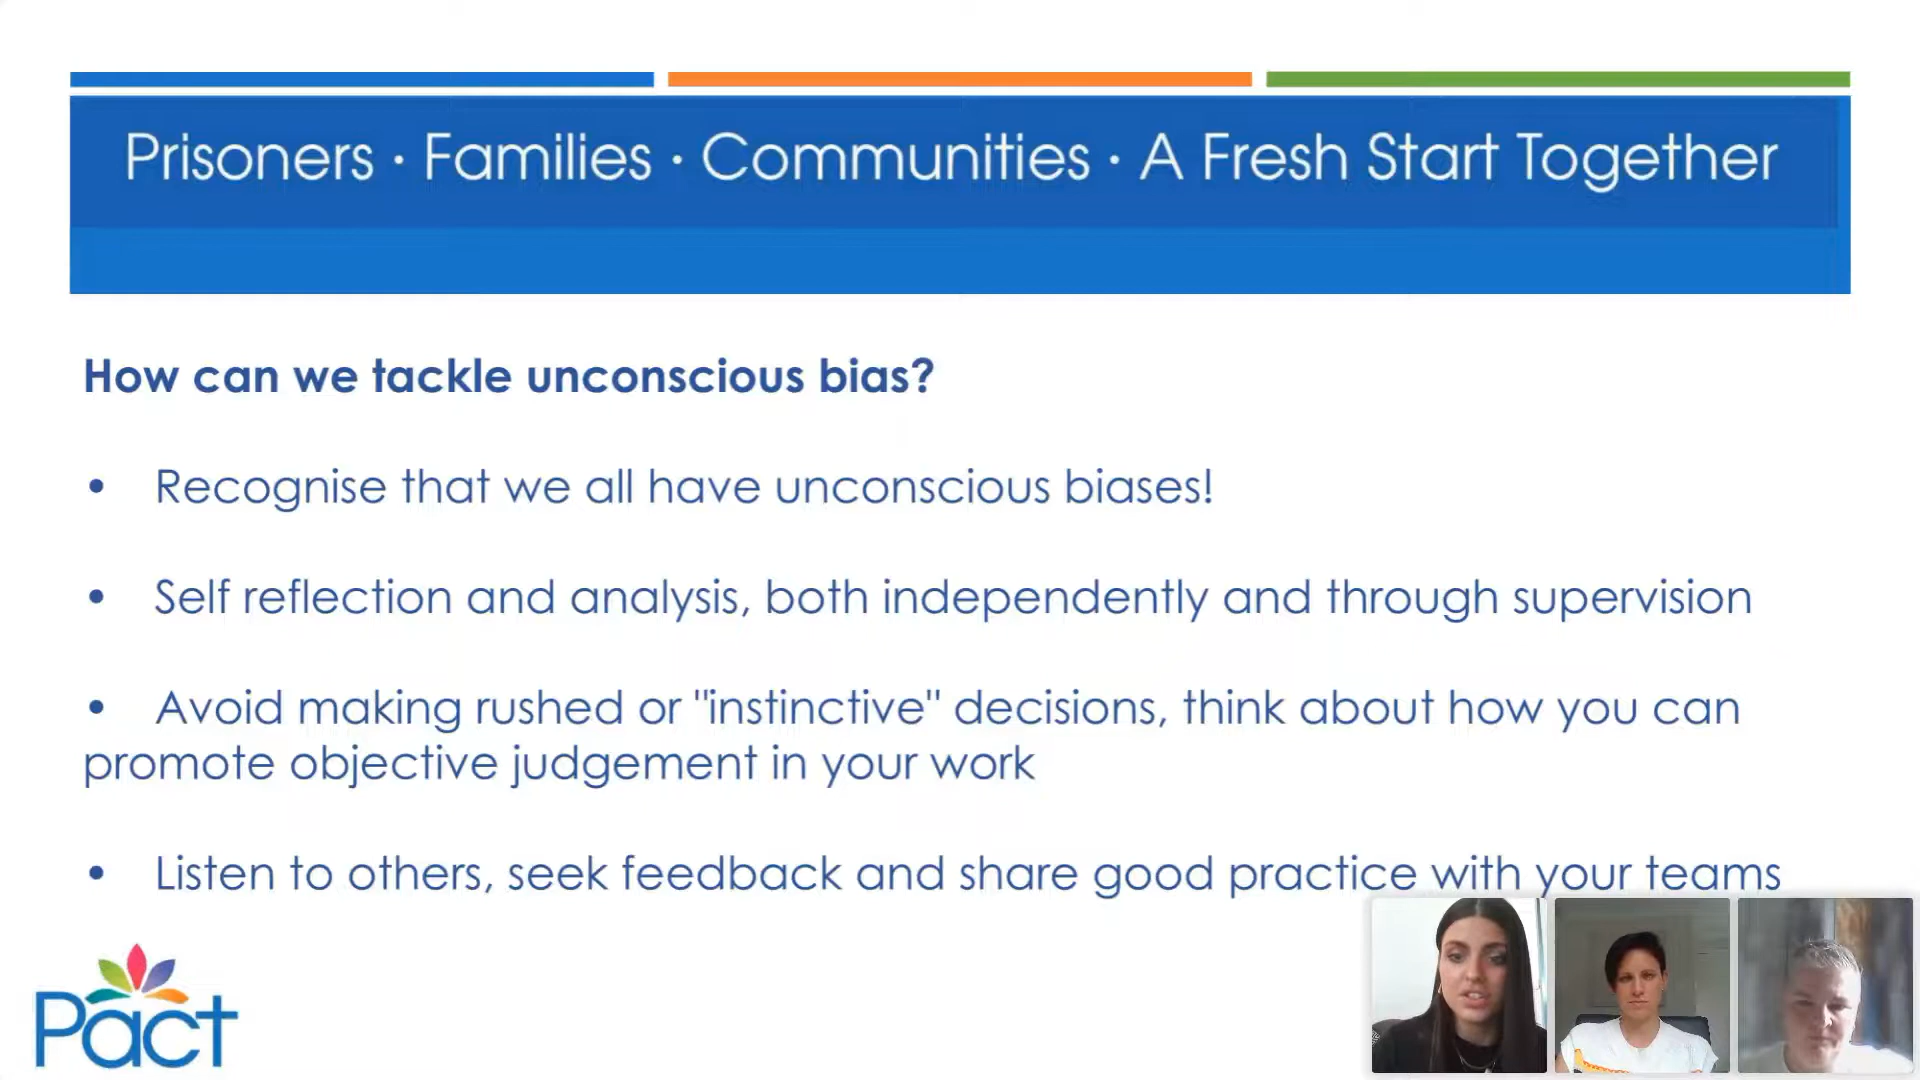 Prisoners · Families · Communities · A Fresh Start Together
How can we tackle unconscious bias?
• Recognise that we all have unconscious biases!
• Self reflection and analysis, both independently and through supervision
• Avoid making rushed or "instinctive" decisions, think about how you can
promote objective judgement in your work
• Listen to others, seek feedback and share good practice with your teams
Pact